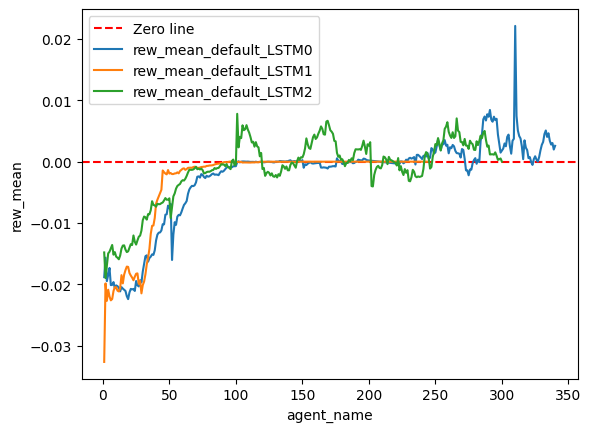 Zero line
rew_mean_default_LSTM0
rew_mean_default_LSTM1
rew_mean_default_LSTM2
0.02
0.01
0.00
−0.01
−0.02
−0.03
rew_mean
0 50 100 150 200 250 300 350
agent_name